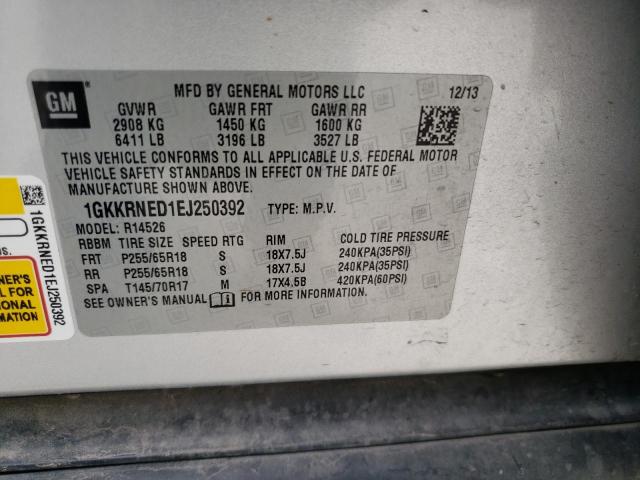 GM
MFD BY GENERAL MOTORS LLC 12/13
GVWR GAWR FRT GAWR RR
2908 KG 1450 KG 1600 KG
6411 LB 3196 LB 3527 LB
THIS VEHICLE CONFORMS TO ALL APPLICABLE U.S. FEDERAL MOTOR
VEHICLE SAFETY STANDARDS IN EFFECT ON THE DATE OF
MANUFACTURE SHOWN ABOVE.
1GKKRNED1EJ250392 TYPE: M.P.V.
MODEL: R14526
RBBM TIRE SIZE SPEED RTG RIM COLD TIRE PRESSURE
FRT P255/65R18 S 18X7.5J 240KPA(35PSI)
RR P255/65R18 S 18X7.5J 240KPA(35PSI)
SPA T145/70R17 M 17X4.5B 420KPA(60PSI)
SEE OWNER'S MANUAL FOR MORE INFORMATION
1GKKRNED1EJ250392
NER'S
L FOR
IONAL
MATION